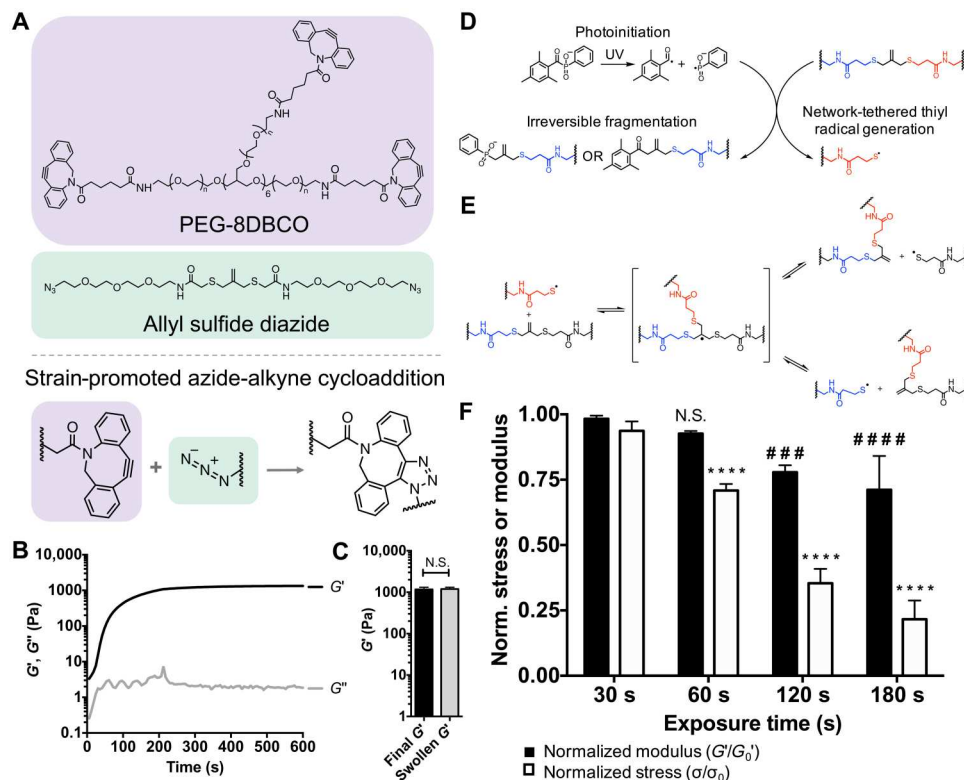 A
PEG-8DBCO
Allyl sulfide diazide
Strain-promoted azide-alkyne cycloaddition
B
10,000
1000
100
10
1
0.1
G', G" (Pa)
G'
G"
0 100 200 300 400 500 600
Time (s)
C
N.S.
10,000
1000
100
10
1
G' (Pa)
Final G'
Swollen G'
D
Photoinitiation
UV
Irreversible fragmentation
OR
Network-tethered thiyl
radical generation
E
F
1.00
0.75
0.50
0.25
0.00
Norm. stress or modulus
N.S.
****
###
****
####
****
30 s 60 s 120 s 180 s
Exposure time (s)
Normalized modulus (G'/G₀')
Normalized stress (σ/σ₀)